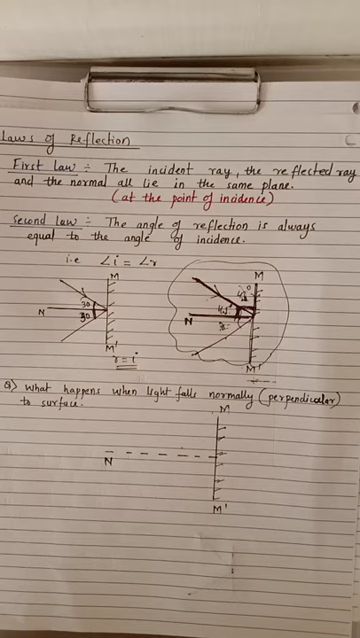 Laws of Reflection
First Law :- The incident ray, the reflected ray
and the normal all lie in the same plane.
(at the point of incidence)
Second Law :- The angle of reflection is always
equal to the angle of incidence.
i.e ∠i = ∠r
M
M
N
i
30
30
N
45°
M'
M'
r = i
Q) What happens when light falls normally (perpendicular)
to surface.
M
N
M'